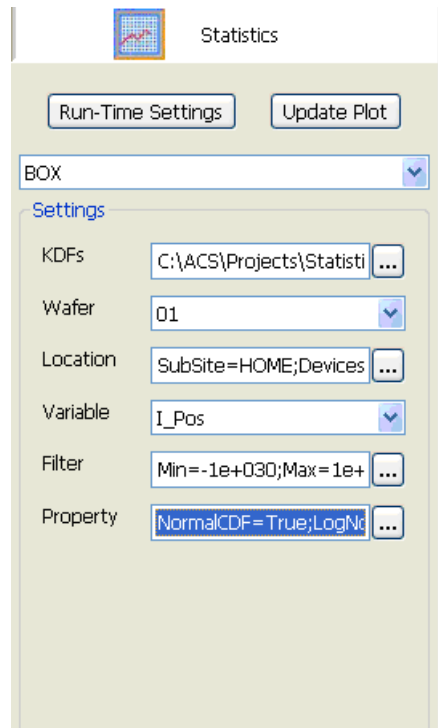 Statistics
Run-Time Settings Update Plot
BOX
Settings
KDFs C:\ACS\Projects\Statisti ...
Wafer 01
Location SubSite=HOME;Devices ...
Variable I_Pos
Filter Min=-1e+030;Max=1e+ ...
Property NormalCDF=True;LogNo ...